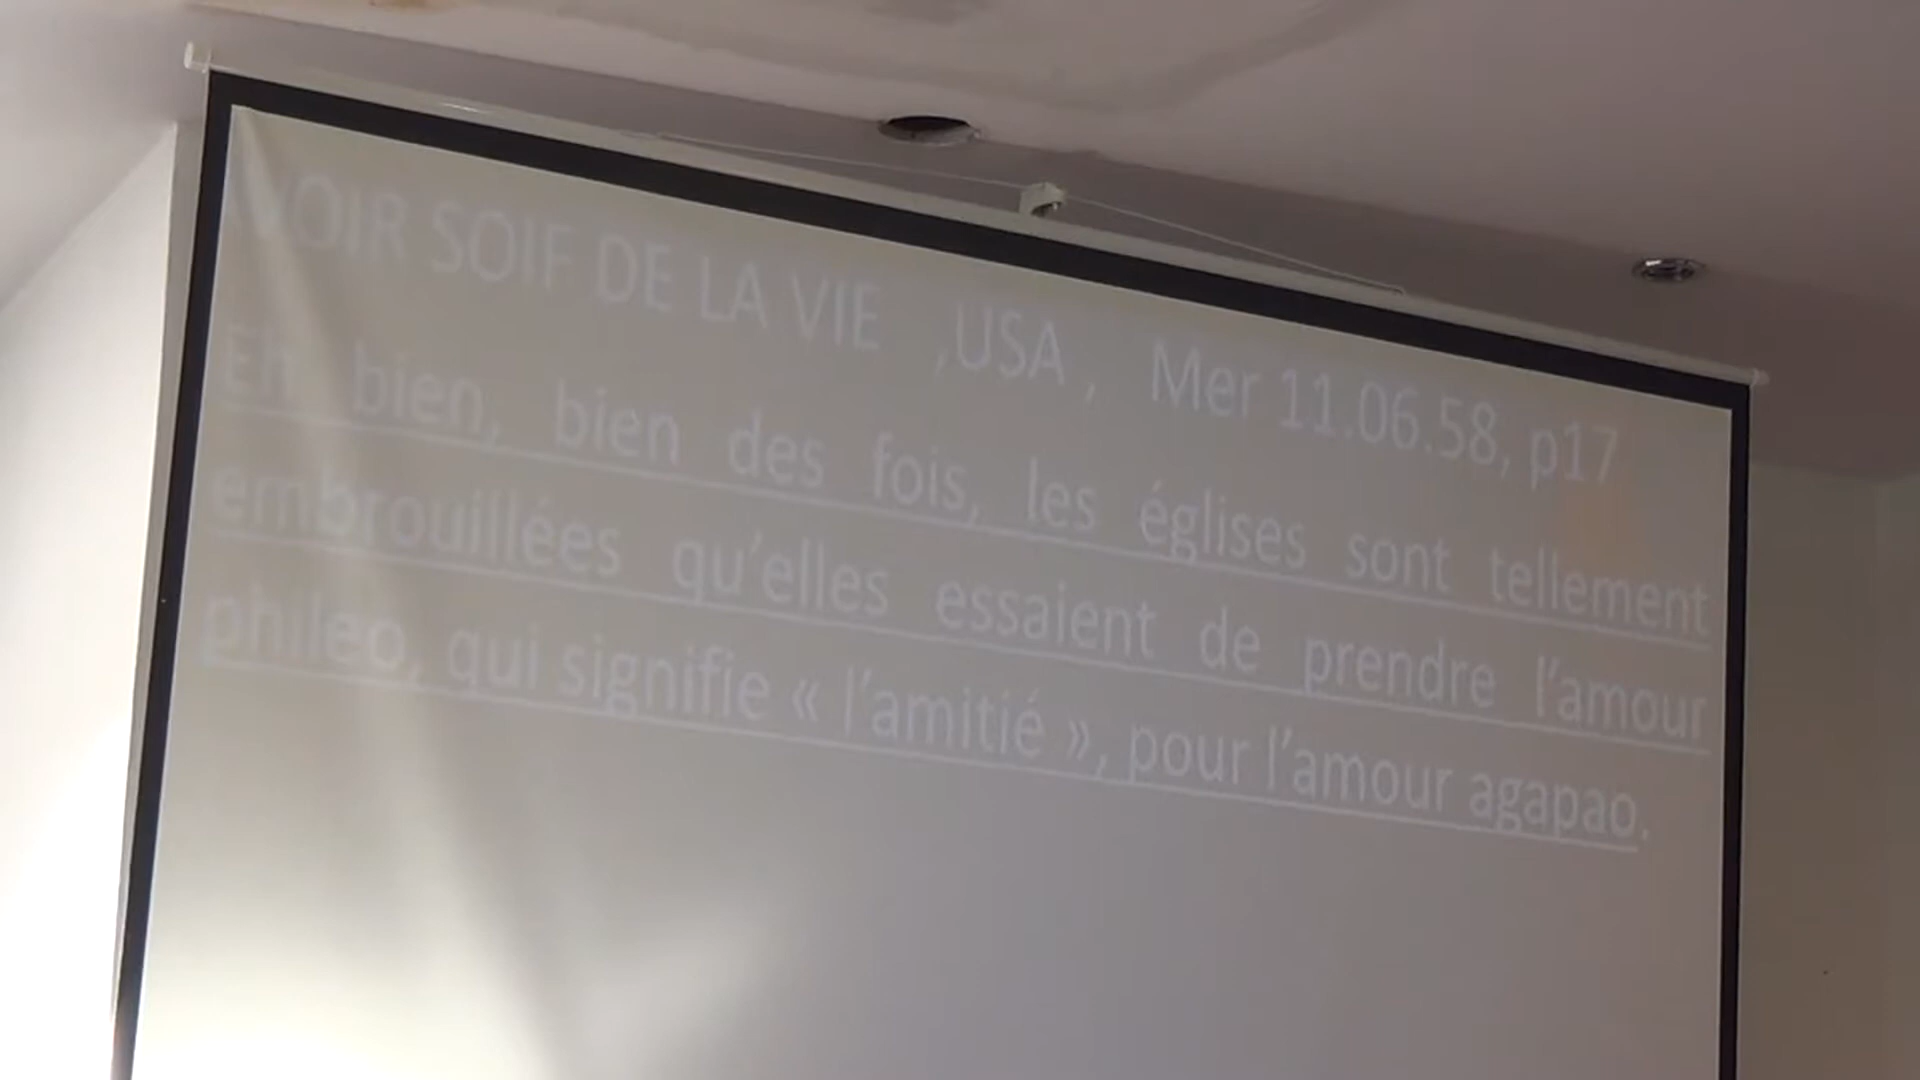 AVOIR SOIF DE LA VIE ,USA , Mer 11.06.58, p17
Eh bien, bien des fois, les églises sont tellement
embrouillées qu’elles essaient de prendre l’amour
phileo, qui signifie « l’amitié », pour l’amour agapao.